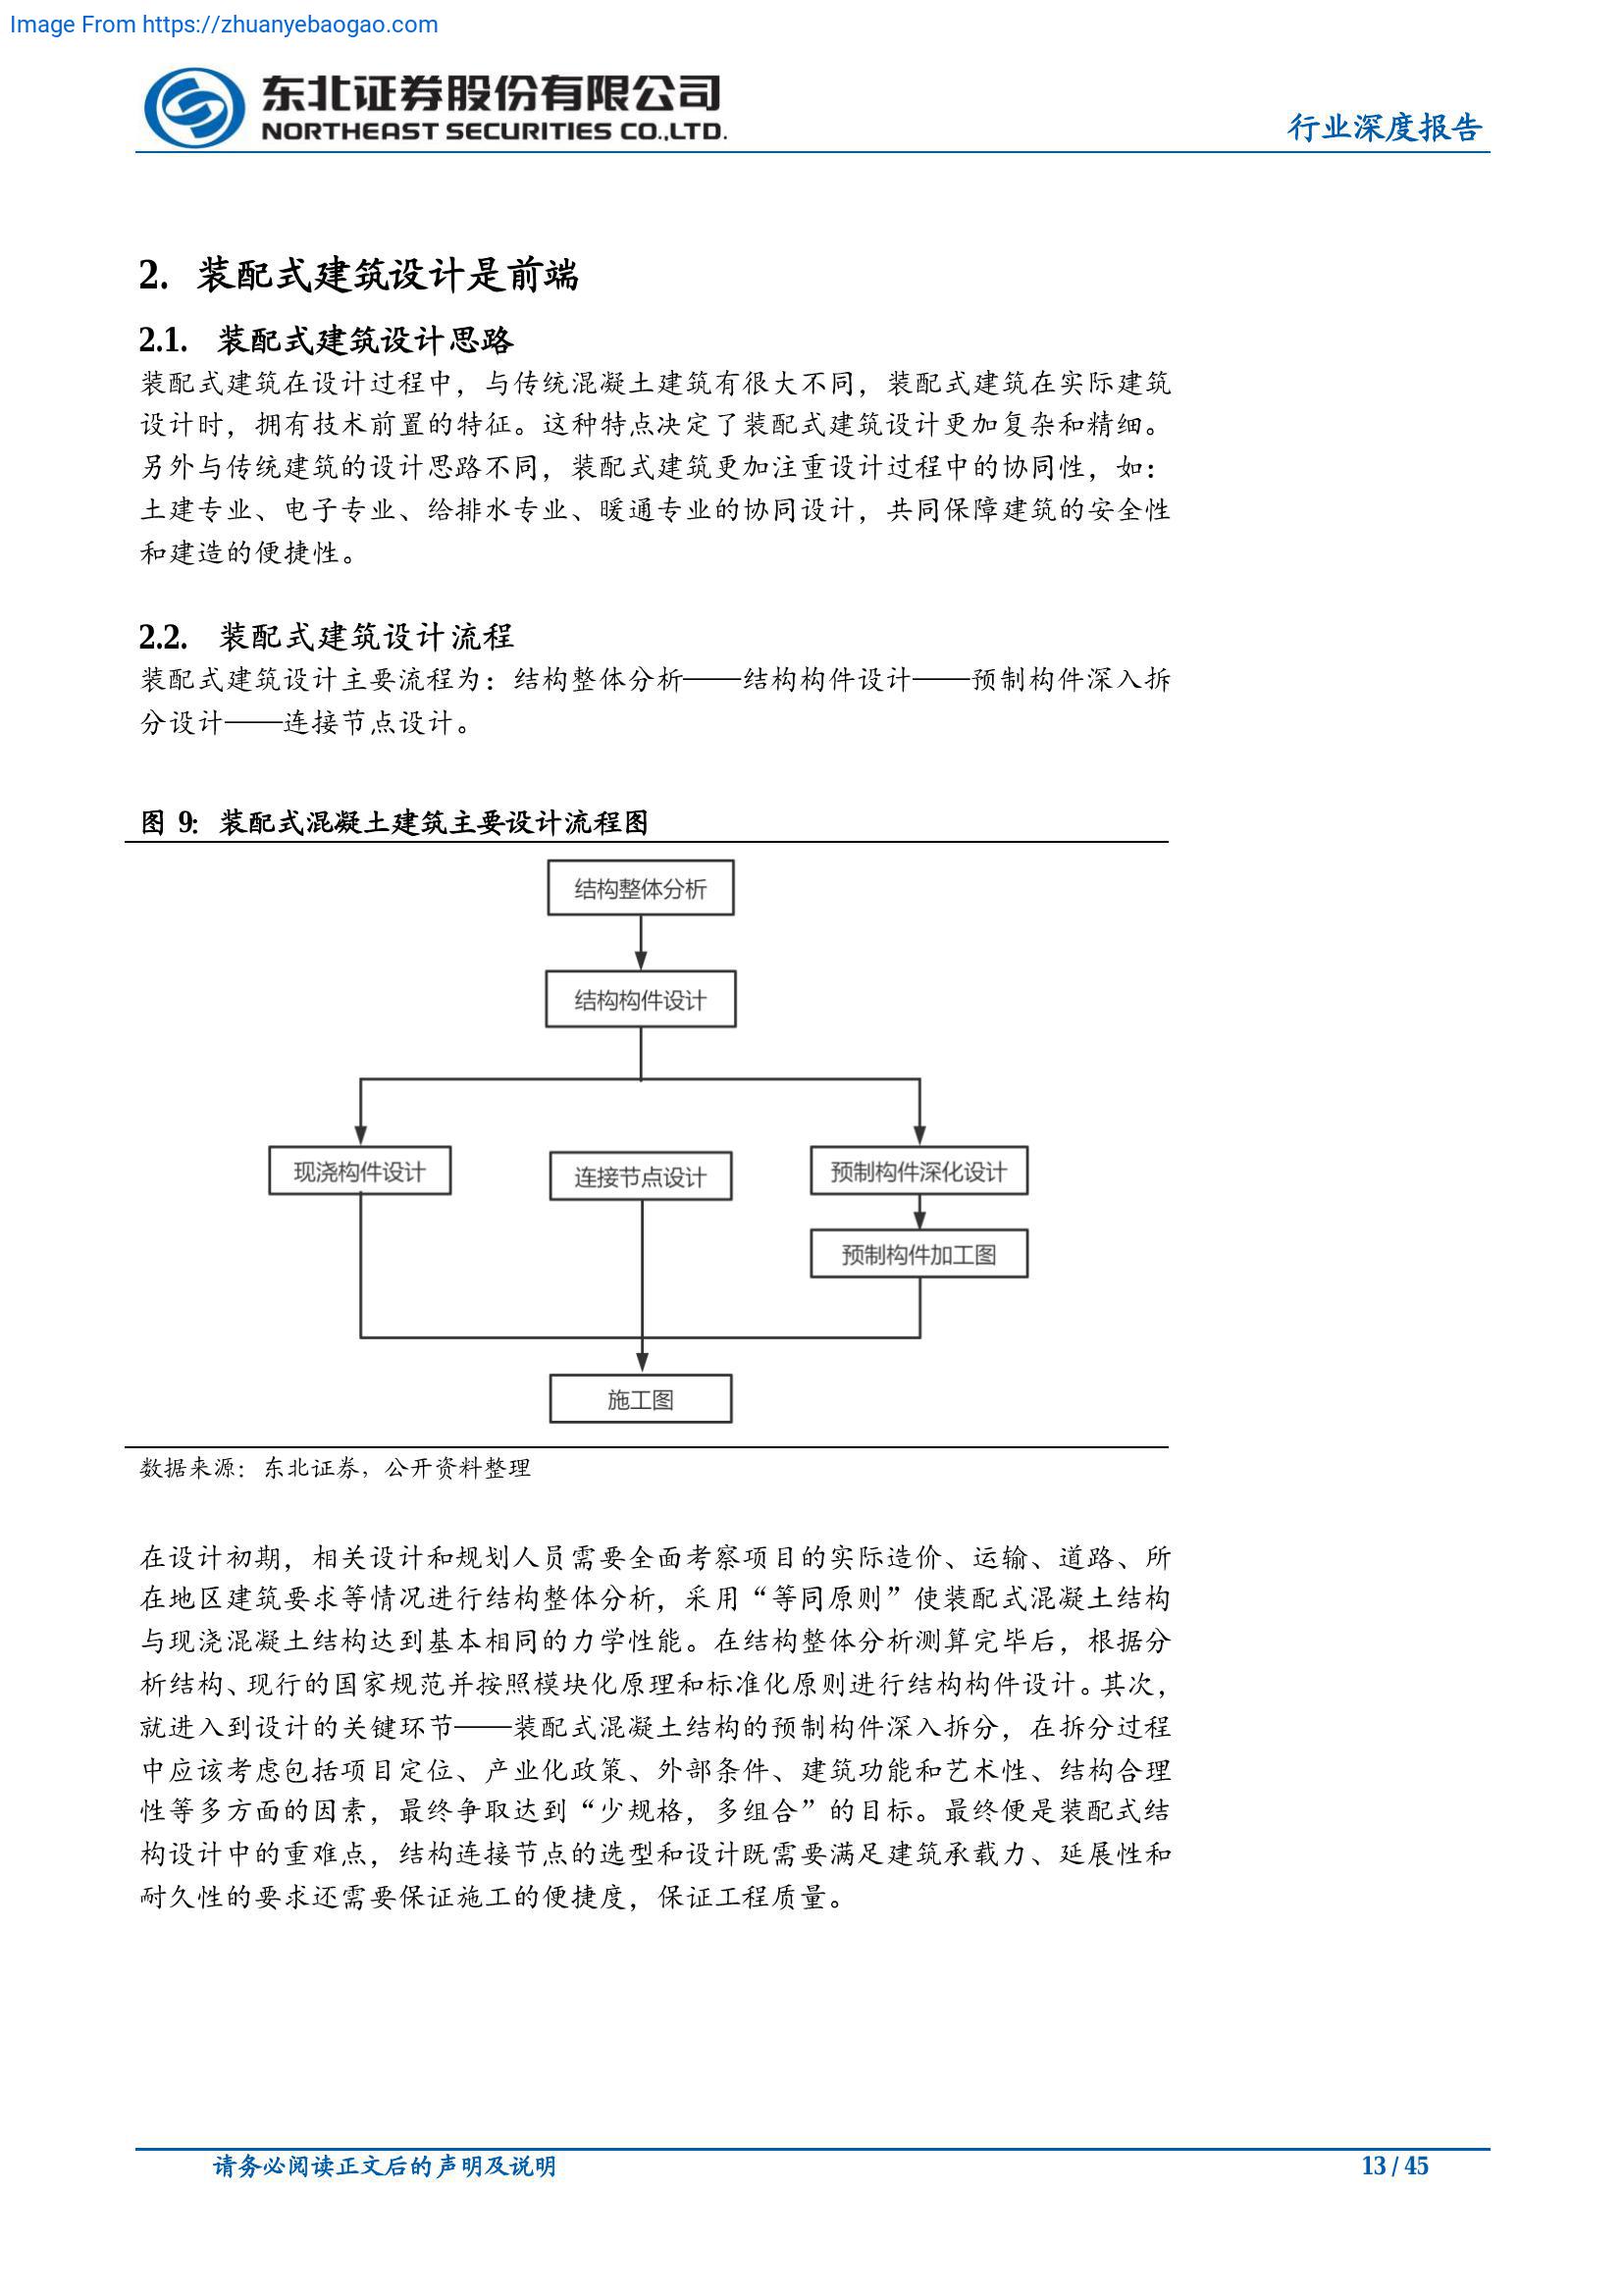 Image From https://zhuanyebaogao.com
东北证券股份有限公司
NORTHEAST SECURITIES CO.,LTD.
行业深度报告
2. 装配式建筑设计是前端
2.1. 装配式建筑设计思路
装配式建筑在设计过程中，与传统混凝土建筑有很大不同，装配式建筑在实际建筑
设计时，拥有技术前置的特征。这种特点决定了装配式建筑设计更加复杂和精细。
另外与传统建筑的设计思路不同，装配式建筑更加注重设计过程中的协同性，如：
土建专业、电子专业、给排水专业、暖通专业的协同设计，共同保障建筑的安全性
和建造的便捷性。
2.2. 装配式建筑设计流程
装配式建筑设计主要流程为：结构整体分析——结构构件设计——预制构件深入拆
分设计——连接节点设计。
图 9：装配式混凝土建筑主要设计流程图
结构整体分析
结构构件设计
现浇构件设计
连接节点设计
预制构件深化设计
预制构件加工图
施工图
数据来源：东北证券，公开资料整理
在设计初期，相关设计和规划人员需要全面考察项目的实际造价、运输、道路、所
在地区建筑要求等情况进行结构整体分析，采用“等同原则”使装配式混凝土结构
与现浇混凝土结构达到基本相同的力学性能。在结构整体分析测算完毕后，根据分
析结构、现行的国家规范并按照模块化原理和标准化原则进行结构构件设计。其次，
就进入到设计的关键环节——装配式混凝土结构的预制构件深入拆分，在拆分过程
中应该考虑包括项目定位、产业化政策、外部条件、建筑功能和艺术性、结构合理
性等多方面的因素，最终争取达到“少规格，多组合”的目标。最终便是装配式结
构设计中的重难点，结构连接节点的选型和设计既需要满足建筑承载力、延展性和
耐久性的要求还需要保证施工的便捷度，保证工程质量。
请务必阅读正文后的声明及说明
13 / 45